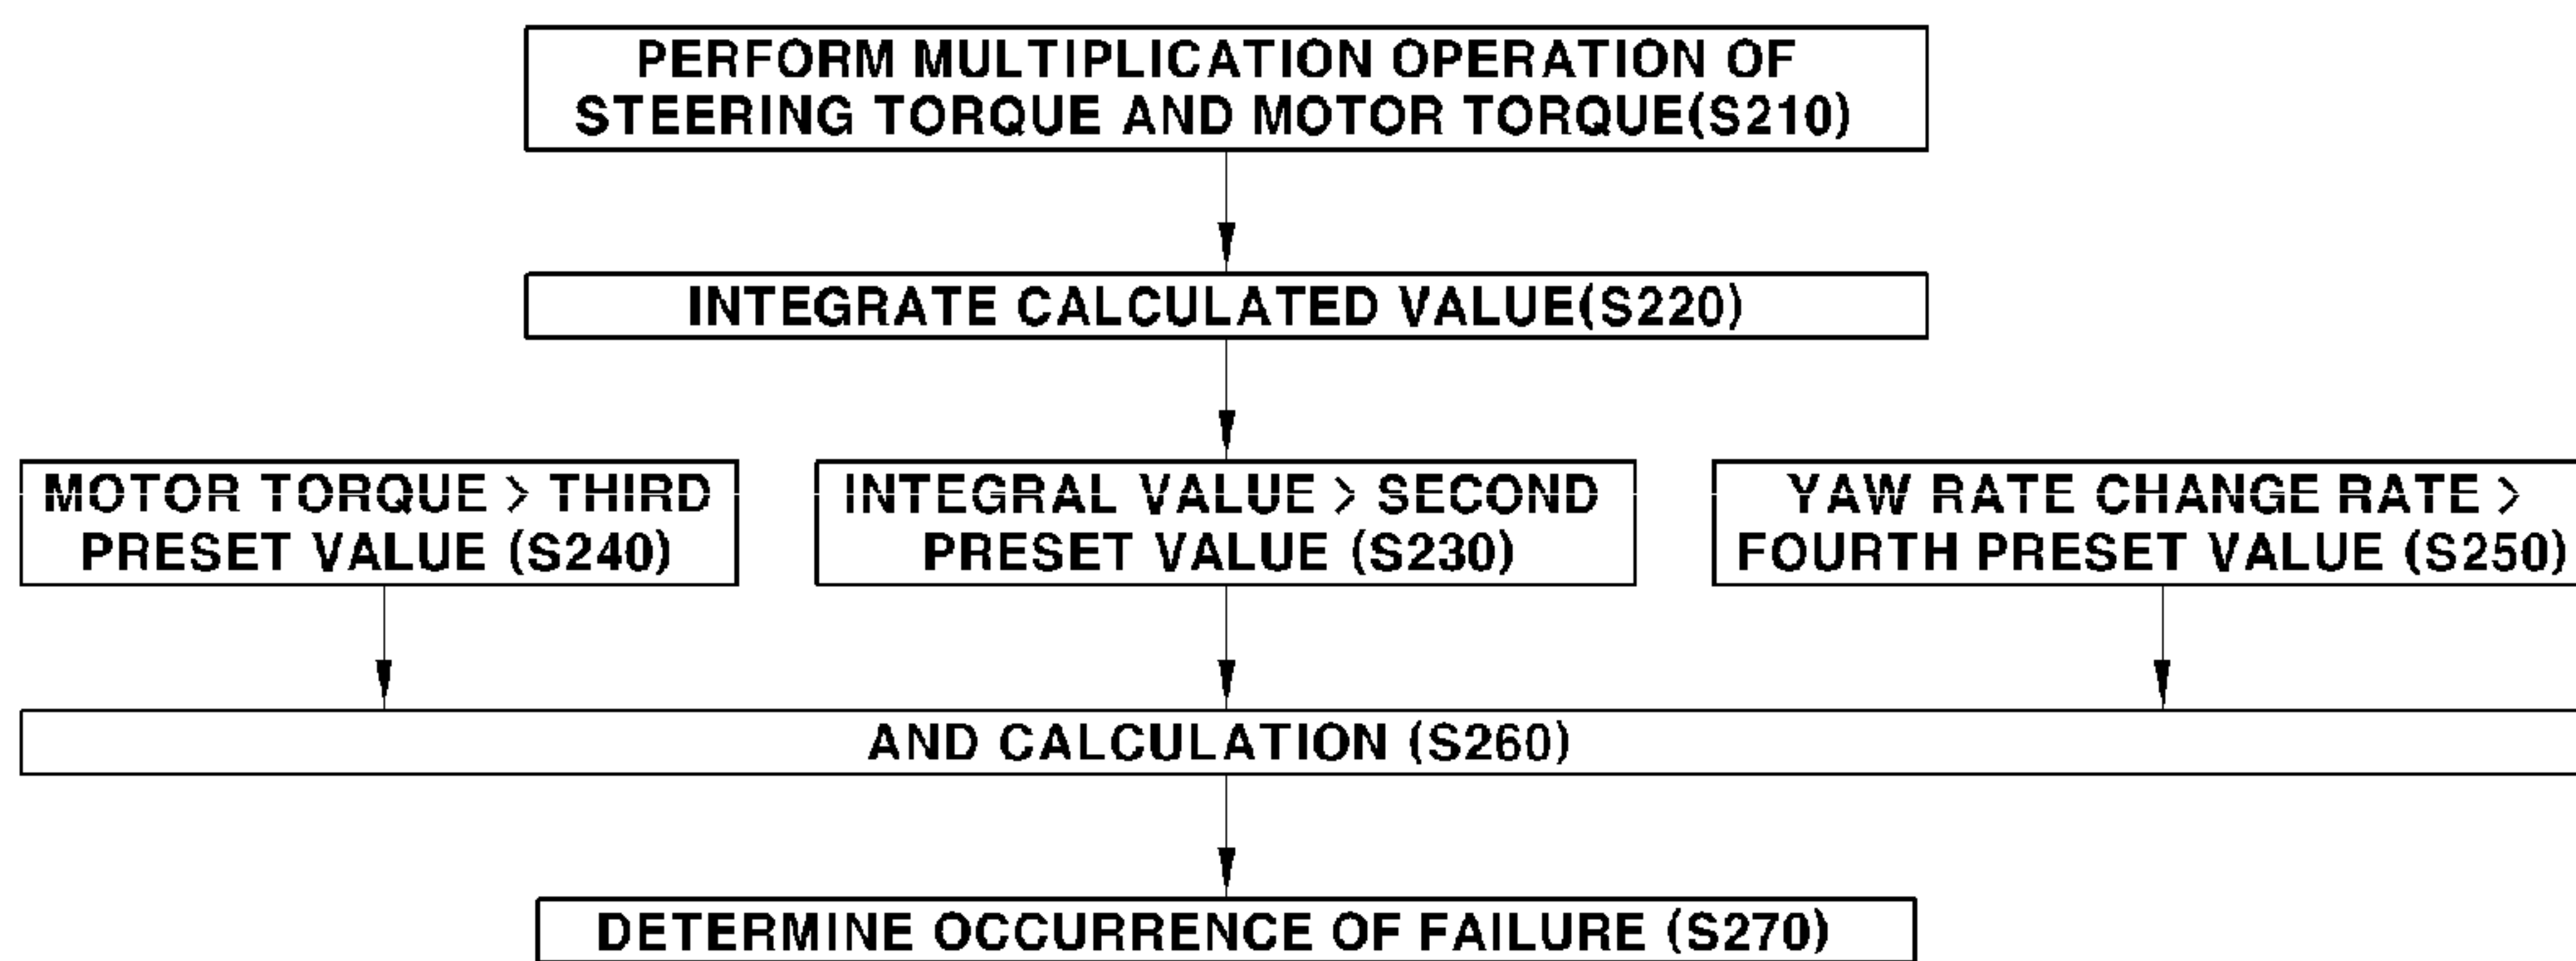 PERFORM MULTIPLICATION OPERATION OF
STEERING TORQUE AND MOTOR TORQUE(S210)
INTEGRATE CALCULATED VALUE(S220)
MOTOR TORQUE > THIRD
PRESET VALUE (S240)
INTEGRAL VALUE > SECOND
PRESET VALUE (S230)
YAW RATE CHANGE RATE >
FOURTH PRESET VALUE (S250)
AND CALCULATION (S260)
DETERMINE OCCURRENCE OF FAILURE (S270)